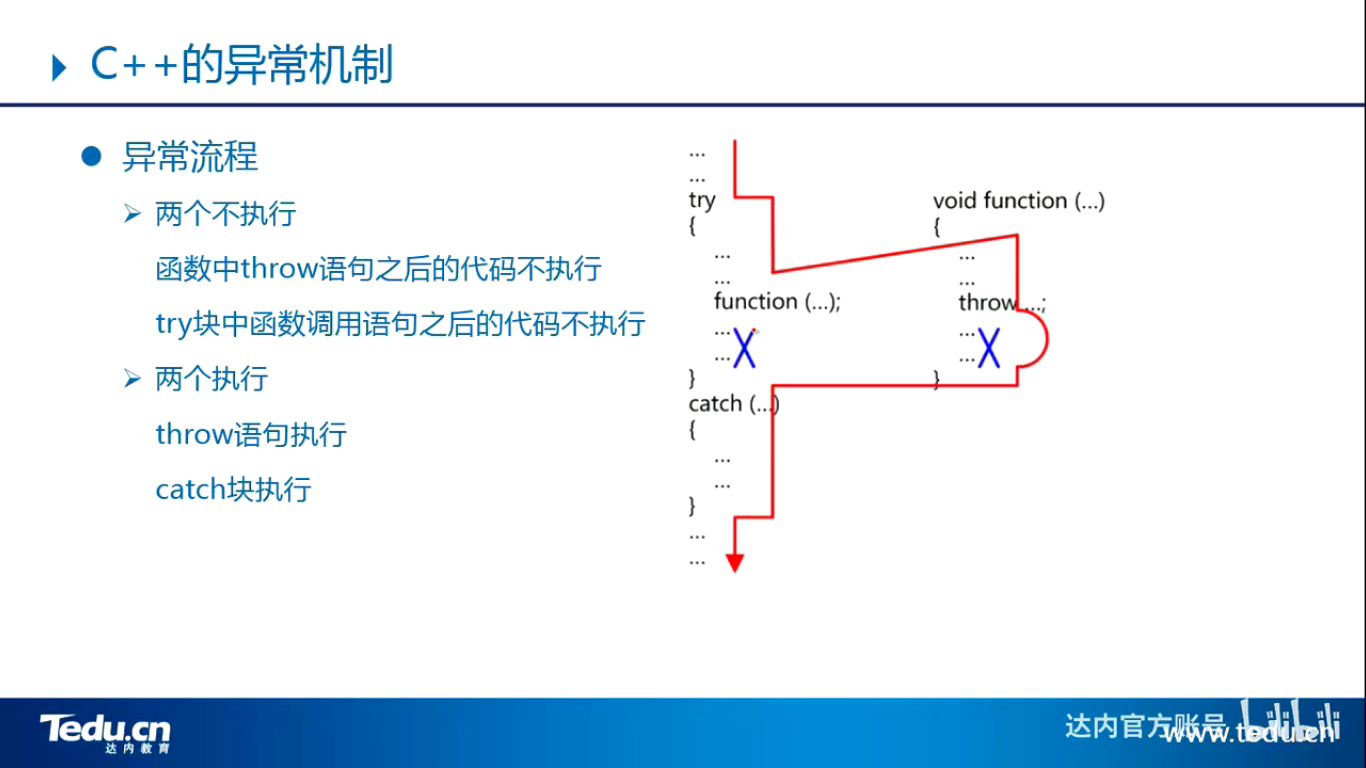 C++的异常机制
异常流程
两个不执行
函数中throw语句之后的代码不执行
try块中函数调用语句之后的代码不执行
两个执行
throw语句执行
catch块执行
...
...
try
{
...
...
function (...);
...
...
}
catch (...)
{
...
...
}
...
...
void function (...)
{
...
...
throw ...;
...
...
}
Tedu.cn
达内教育
达内官方账号 bilibili
www.tedu.cn